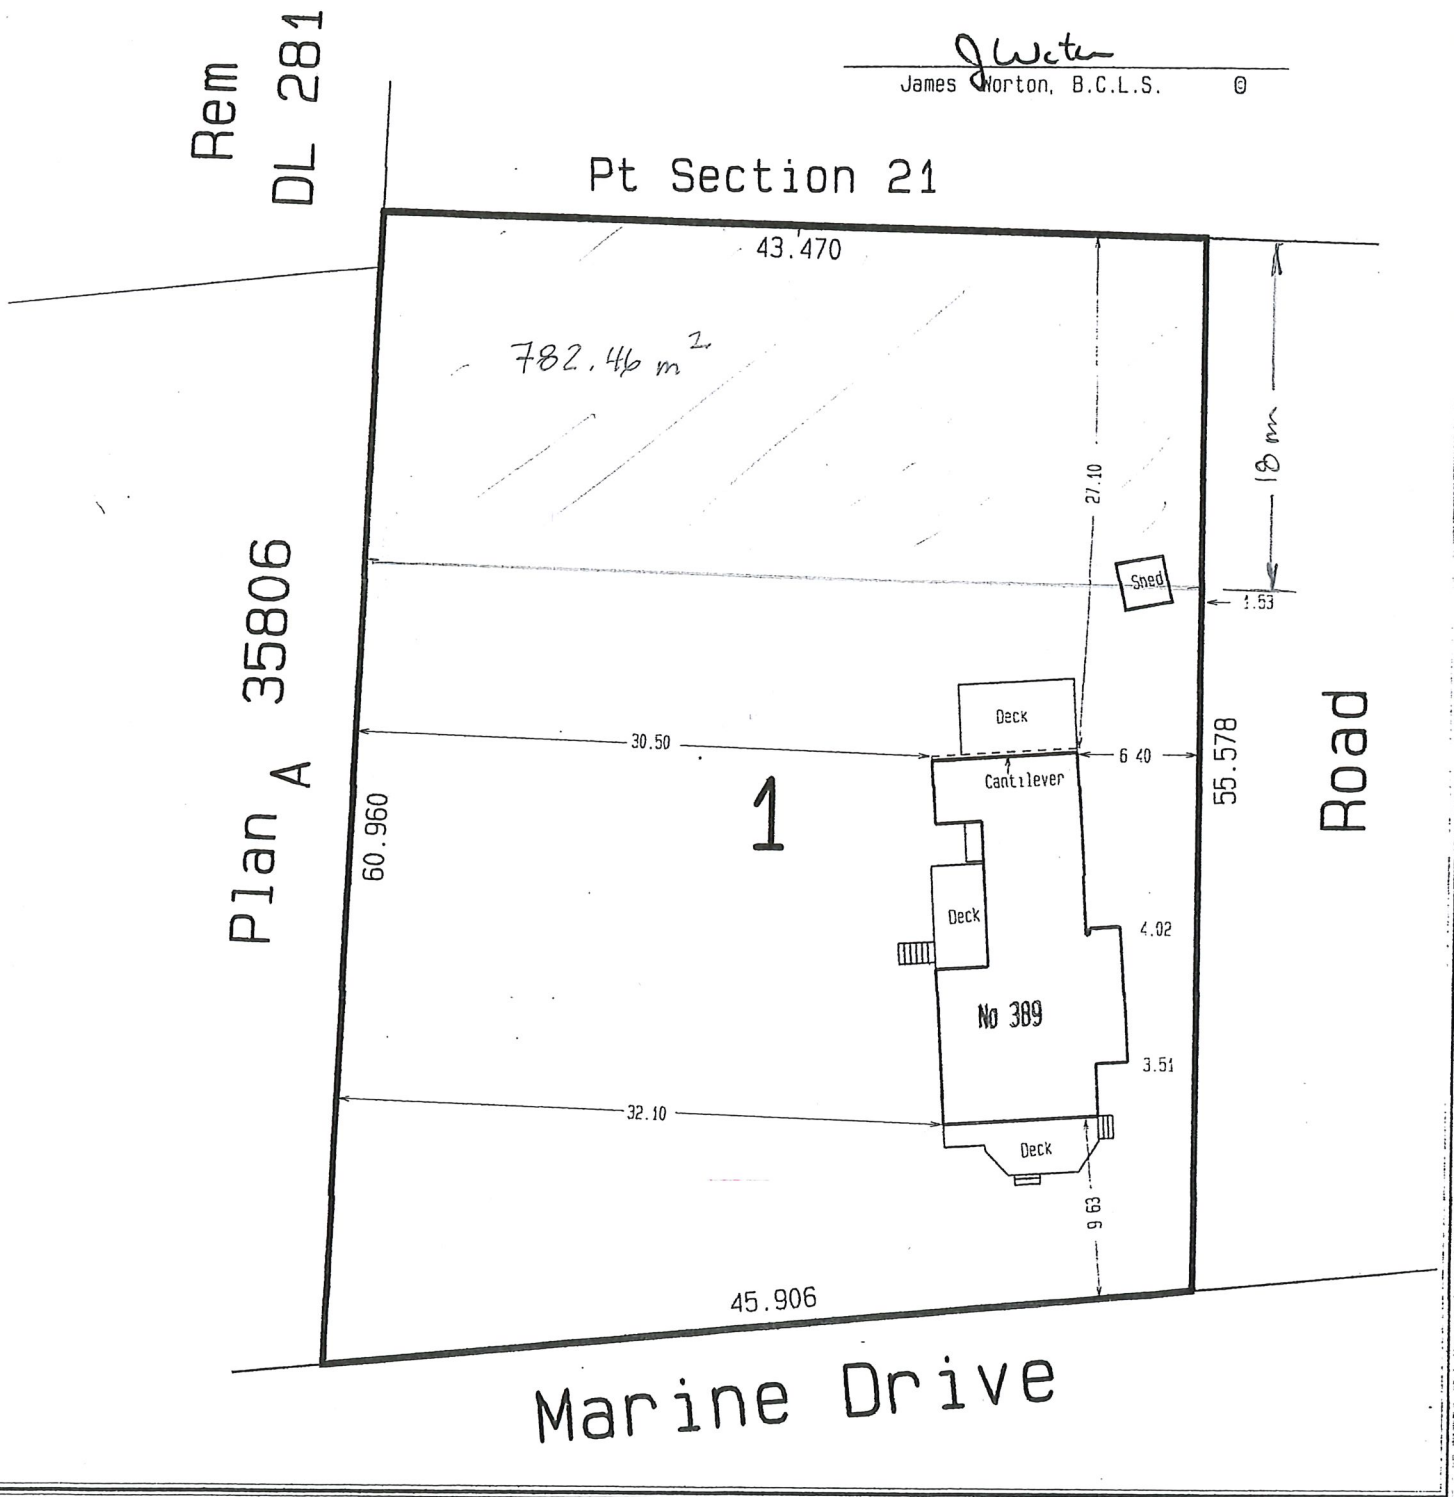 J Worton
James Worton, B.C.L.S. ©
Rem
DL 281
Pt Section 21
43.470
782.46 m²
27.10
18 m
Shed
1.53
Plan A 35806
Deck
30.50
6 40
Cantilever
1
55.578
Road
60.960
Deck
4.02
No 389
3.51
32.10
Deck
9 63
45.906
Marine Drive